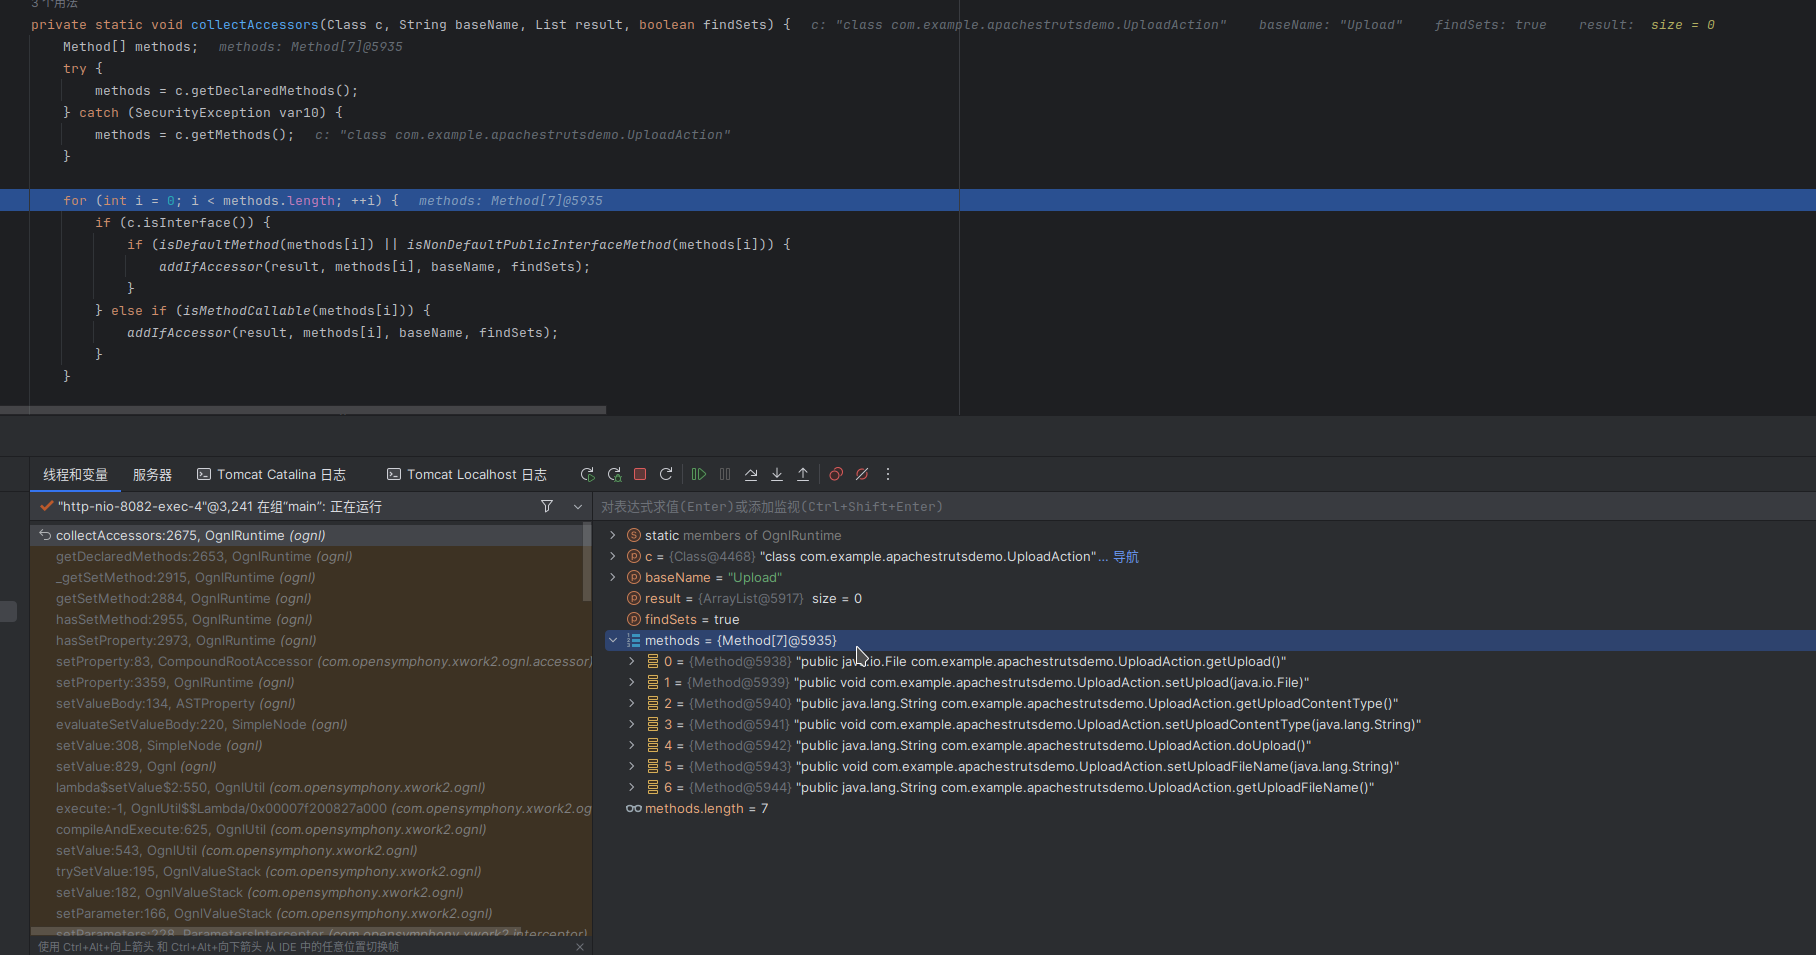 3 个用法
private static void collectAccessors(Class c, String baseName, List result, boolean findSets) {   c: "class com.example.apachestrutsdemo.UploadAction"    baseName: "Upload"    findSets: true    result:  size = 0
Method[] methods;   methods: Method[7]@5935
try {
methods = c.getDeclaredMethods();
} catch (SecurityException var10) {
methods = c.getMethods();   c: "class com.example.apachestrutsdemo.UploadAction"
}
for (int i = 0; i < methods.length; ++i) {   methods: Method[7]@5935
if (c.isInterface()) {
if (isDefaultMethod(methods[i]) || isNonDefaultPublicInterfaceMethod(methods[i])) {
addIfAccessor(result, methods[i], baseName, findSets);
}
} else if (isMethodCallable(methods[i])) {
addIfAccessor(result, methods[i], baseName, findSets);
}
}
线程和变量 服务器 Tomcat Catalina 日志 Tomcat Localhost 日志
"http-nio-8082-exec-4"@3,241 在组"main": 正在运行
collectAccessors:2675, OgnlRuntime (ognl)
getDeclaredMethods:2653, OgnlRuntime (ognl)
_getSetMethod:2915, OgnlRuntime (ognl)
getSetMethod:2884, OgnlRuntime (ognl)
hasSetMethod:2955, OgnlRuntime (ognl)
hasSetProperty:2973, OgnlRuntime (ognl)
setProperty:83, CompoundRootAccessor (com.opensymphony.xwork2.ognl.accessor)
setProperty:3359, OgnlRuntime (ognl)
setValueBody:134, ASTProperty (ognl)
evaluateSetValueBody:220, SimpleNode (ognl)
setValue:308, SimpleNode (ognl)
setValue:829, Ognl (ognl)
lambda$setValue$2:550, OgnlUtil (com.opensymphony.xwork2.ognl)
execute:-1, OgnlUtil$$Lambda/0x00007f200827a000 (com.opensymphony.xwork2.og
compileAndExecute:625, OgnlUtil (com.opensymphony.xwork2.ognl)
setValue:543, OgnlUtil (com.opensymphony.xwork2.ognl)
trySetValue:195, OgnlValueStack (com.opensymphony.xwork2.ognl)
setValue:182, OgnlValueStack (com.opensymphony.xwork2.ognl)
setParameter:166, OgnlValueStack (com.opensymphony.xwork2.ognl)
setParameters:228, ParametersInterceptor (com.opensymphony.xwork2.interceptor)
使用 Ctrl+Alt+向上箭头 和 Ctrl+Alt+向下箭头 从 IDE 中的任意位置切换帧
对表达式求值(Enter)或添加监视(Ctrl+Shift+Enter)
static members of OgnlRuntime
c = {Class@4468} "class com.example.apachestrutsdemo.UploadAction"... 导航
baseName = "Upload"
result = {ArrayList@5917}  size = 0
findSets = true
methods = {Method[7]@5935}
0 = {Method@5938} "public java.io.File com.example.apachestrutsdemo.UploadAction.getUpload()"
1 = {Method@5939} "public void com.example.apachestrutsdemo.UploadAction.setUpload(java.io.File)"
2 = {Method@5940} "public java.lang.String com.example.apachestrutsdemo.UploadAction.getUploadContentType()"
3 = {Method@5941} "public void com.example.apachestrutsdemo.UploadAction.setUploadContentType(java.lang.String)"
4 = {Method@5942} "public java.lang.String com.example.apachestrutsdemo.UploadAction.doUpload()"
5 = {Method@5943} "public void com.example.apachestrutsdemo.UploadAction.setUploadFileName(java.lang.String)"
6 = {Method@5944} "public java.lang.String com.example.apachestrutsdemo.UploadAction.getUploadFileName()"
methods.length = 7